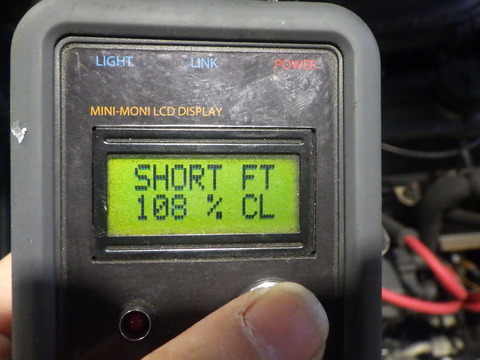 LIGHT LINK POWER
MINI-MONI LCD DISPLAY
SHORT FT
108 % CL